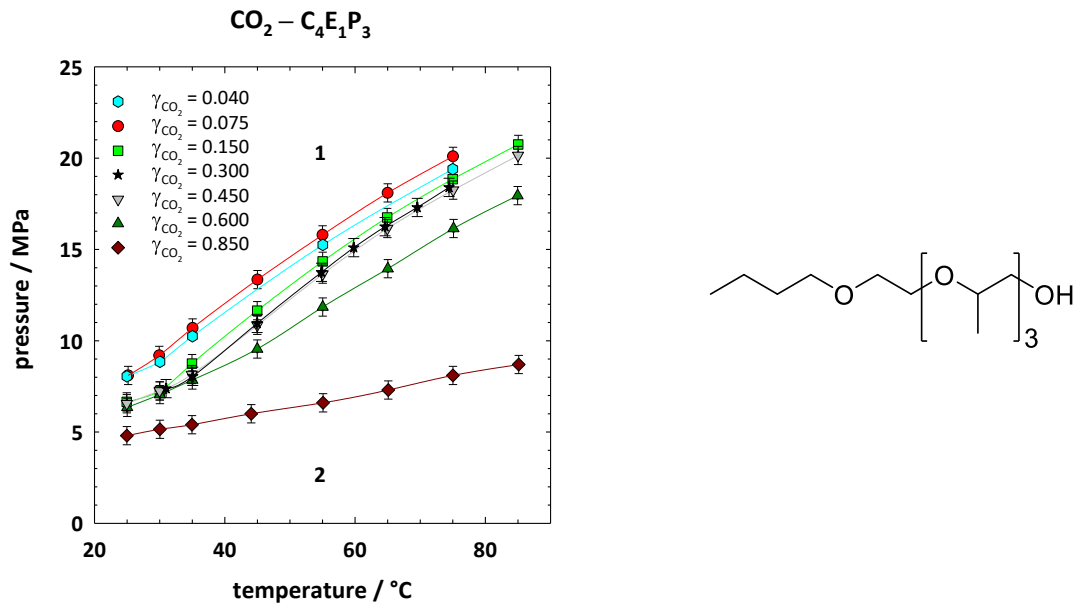 CO₂ – C₄E₁P₃
25
20
15
10
5
0
pressure / MPa
γCO₂ = 0.040
γCO₂ = 0.075
γCO₂ = 0.150
γCO₂ = 0.300
γCO₂ = 0.450
γCO₂ = 0.600
γCO₂ = 0.850
1
2
20
40
60
80
temperature / °C
O
O
3
OH